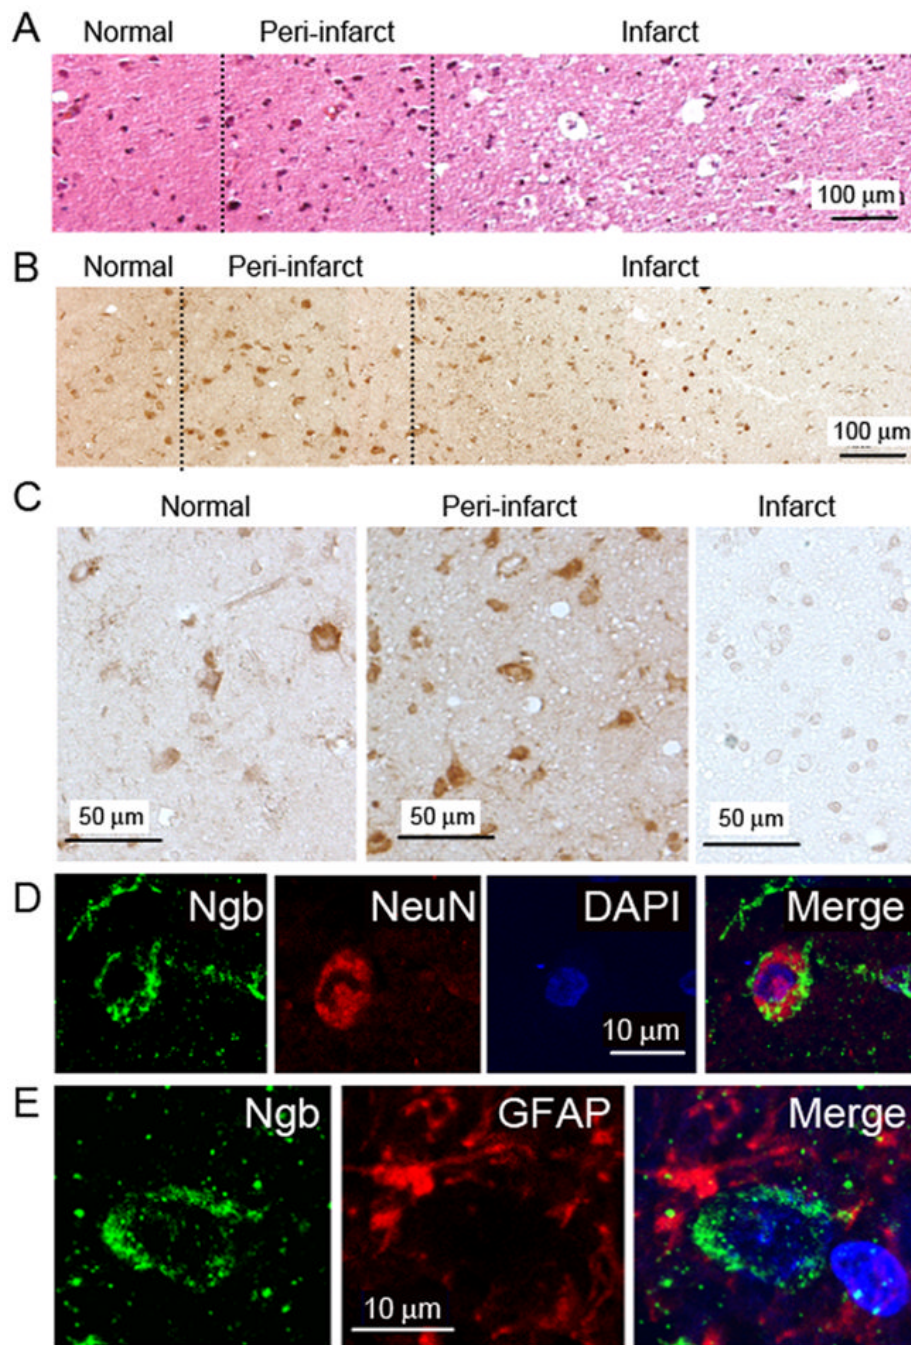 A
Normal Peri-infarct Infarct
100 µm
B
Normal Peri-infarct Infarct
100 µm
C
Normal Peri-infarct Infarct
50 µm 50 µm 50 µm
D
Ngb NeuN DAPI Merge
10 µm
E
Ngb GFAP Merge
10 µm